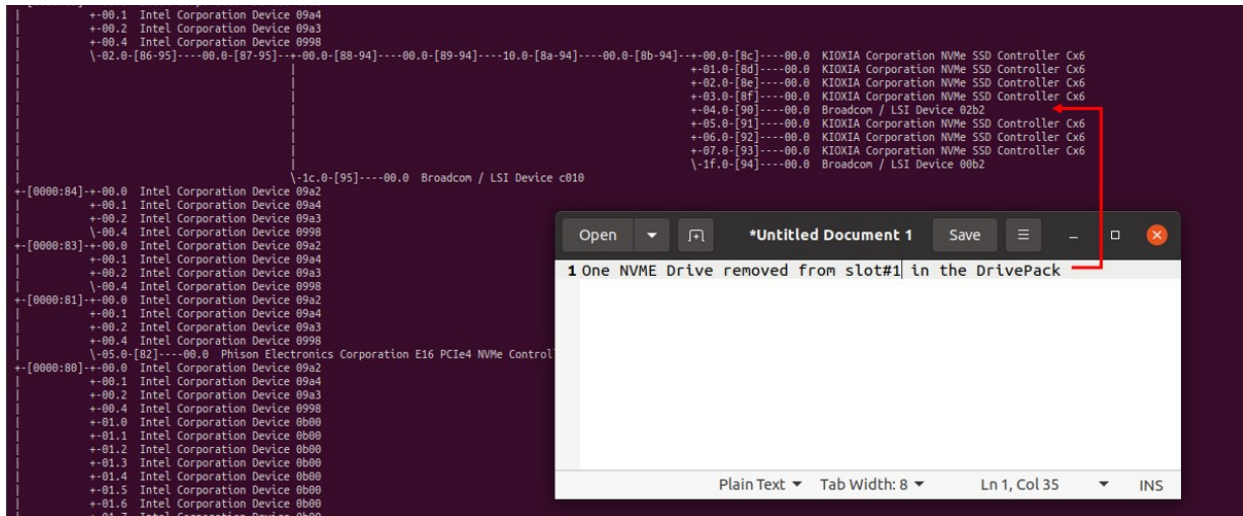 +-00.1 Intel Corporation Device 09a4
+-00.2 Intel Corporation Device 09a3
+-00.4 Intel Corporation Device 0998
\-02.0-[86-95]----00.0-[87-95]--+-00.0-[88-94]----00.0-[89-94]----10.0-[8a-94]----00.0-[8b-94]--+-00.0-[8c]----00.0 KIOXIA Corporation NVMe SSD Controller Cx6
+-01.0-[8d]----00.0 KIOXIA Corporation NVMe SSD Controller Cx6
+-02.0-[8e]----00.0 KIOXIA Corporation NVMe SSD Controller Cx6
+-03.0-[8f]----00.0 KIOXIA Corporation NVMe SSD Controller Cx6
+-04.0-[90]----00.0 Broadcom / LSI Device 02b2
+-05.0-[91]----00.0 KIOXIA Corporation NVMe SSD Controller Cx6
+-06.0-[92]----00.0 KIOXIA Corporation NVMe SSD Controller Cx6
+-07.0-[93]----00.0 KIOXIA Corporation NVMe SSD Controller Cx6
\-1f.0-[94]----00.0 Broadcom / LSI Device 00b2
\-1c.0-[95]----00.0 Broadcom / LSI Device c010
+-[0000:84]-+-00.0 Intel Corporation Device 09a2
| +-00.1 Intel Corporation Device 09a4
| +-00.2 Intel Corporation Device 09a3
| \-00.4 Intel Corporation Device 0998
+-[0000:83]-+-00.0 Intel Corporation Device 09a2
| +-00.1 Intel Corporation Device 09a4
| +-00.2 Intel Corporation Device 09a3
| \-00.4 Intel Corporation Device 0998
+-[0000:81]-+-00.0 Intel Corporation Device 09a2
| +-00.1 Intel Corporation Device 09a4
| +-00.2 Intel Corporation Device 09a3
| +-00.4 Intel Corporation Device 0998
| \-05.0-[82]----00.0 Phison Electronics Corporation E16 PCIe4 NVMe Control
+-[0000:80]-+-00.0 Intel Corporation Device 09a2
| +-00.1 Intel Corporation Device 09a4
| +-00.2 Intel Corporation Device 09a3
| +-00.4 Intel Corporation Device 0998
| +-01.0 Intel Corporation Device 0b00
| +-01.1 Intel Corporation Device 0b00
| +-01.2 Intel Corporation Device 0b00
| +-01.3 Intel Corporation Device 0b00
| +-01.4 Intel Corporation Device 0b00
| +-01.5 Intel Corporation Device 0b00
| +-01.6 Intel Corporation Device 0b00
Open *Untitled Document 1 Save
1 One NVME Drive removed from slot#1 in the DrivePack
Plain Text Tab Width: 8 Ln 1, Col 35 INS